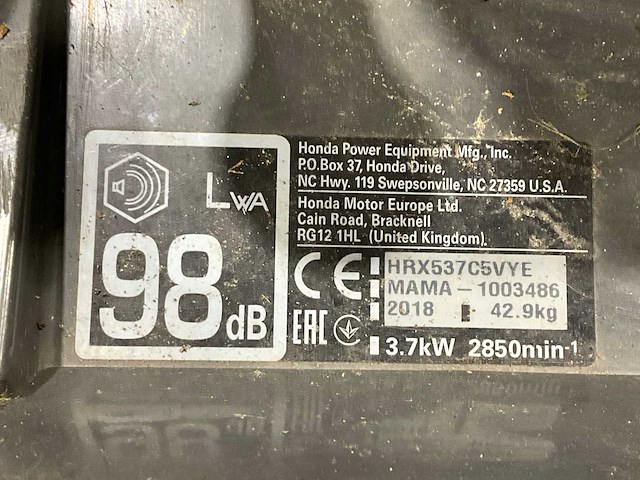 Honda Power Equipment Mfg., Inc.
P.O.Box 37, Honda Drive,
NC Hwy. 119 Swepsonville, NC 27359 U.S.A.
Honda Motor Europe Ltd.
Cain Road, Bracknell
RG12 1HL (United Kingdom).
LWA
98 dB
CE
HRX537C5VYE
MAMA - 1003486
2018 42.9kg
EAC
3.7kW 2850min-1